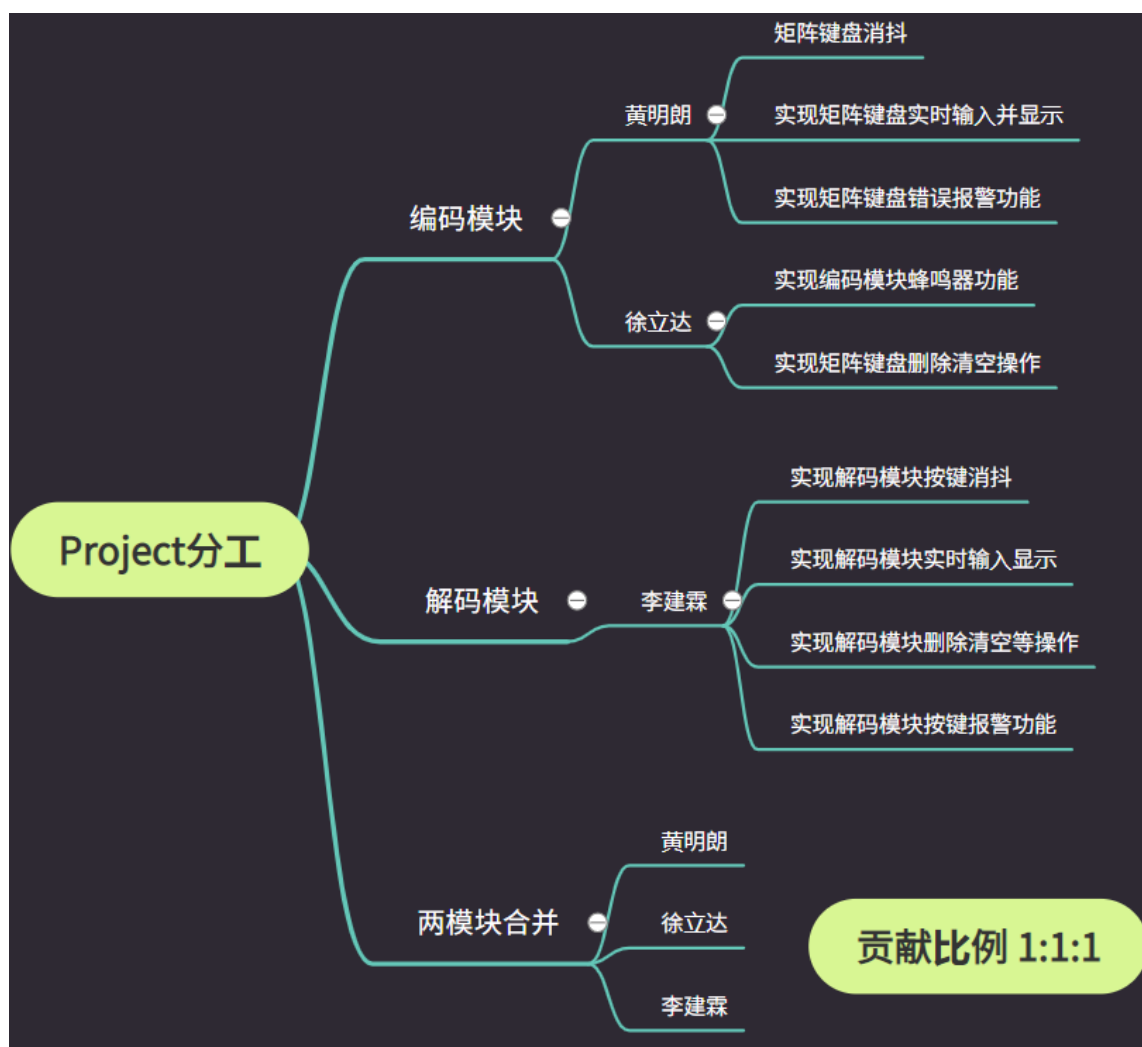 Project分工
编码模块
黄明朗
矩阵键盘消抖
实现矩阵键盘实时输入并显示
实现矩阵键盘错误报警功能
徐立达
实现编码模块蜂鸣器功能
实现矩阵键盘删除清空操作
解码模块
李建霖
实现解码模块按键消抖
实现解码模块实时输入显示
实现解码模块删除清空等操作
实现解码模块按键报警功能
两模块合并
黄明朗
徐立达
李建霖
贡献比例 1:1:1